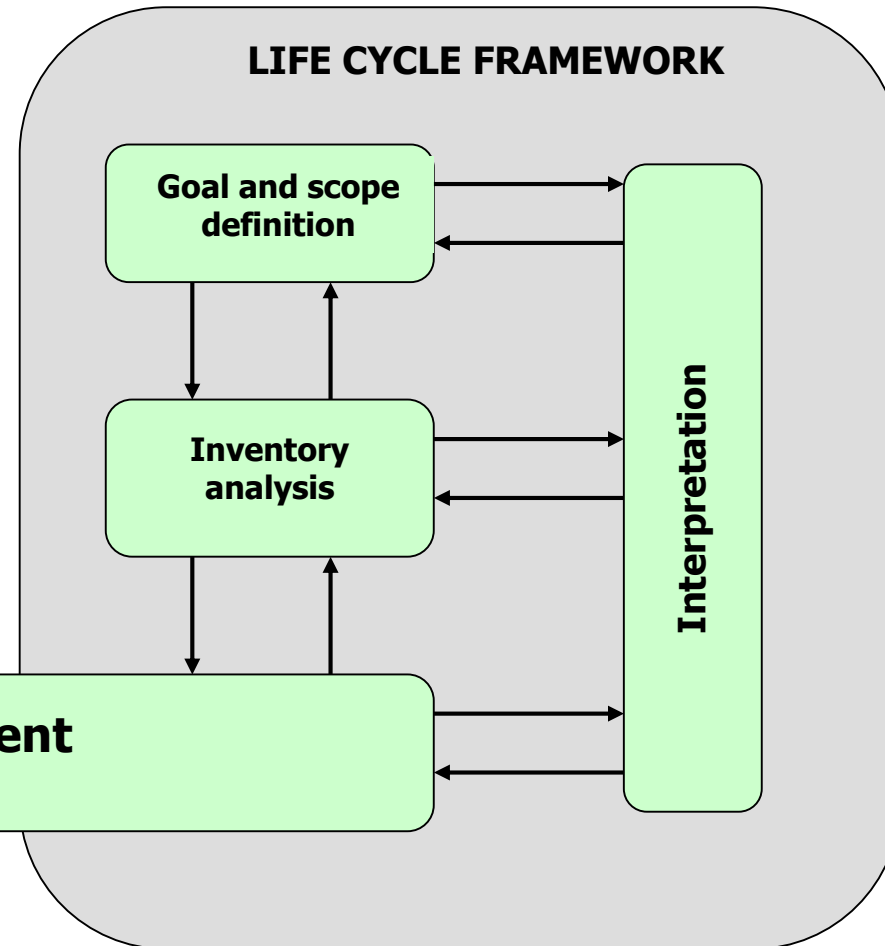 LIFE CYCLE FRAMEWORK
Goal and scope
definition
Inventory
analysis
Interpretation
ent